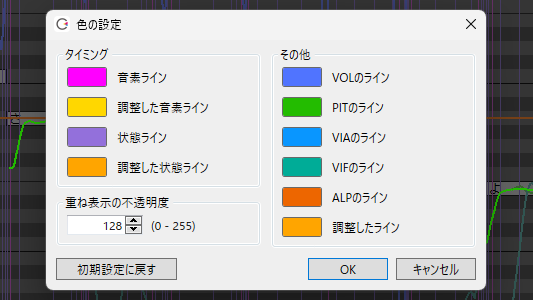 色の設定
タイミング
音素ライン
調整した音素ライン
状態ライン
調整した状態ライン
重ね表示の不透明度
128 (0 - 255)
その他
VOLのライン
PITのライン
VIAのライン
VIFのライン
ALPのライン
調整したライン
初期設定に戻す
OK
キャンセル